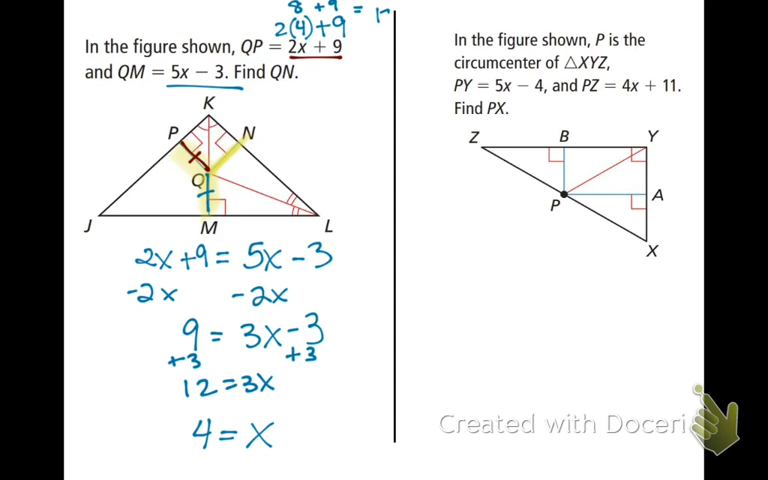 8 + 9 = 1
2(4) + 9
In the figure shown, QP = 2x + 9
and QM = 5x − 3. Find QN.
K
P
N
Q
J
M
L
2x + 9 = 5x − 3
-2x -2x
9 = 3x − 3
+3 +3
12 = 3x
4 = x
In the figure shown, P is the
circumcenter of △XYZ,
PY = 5x − 4, and PZ = 4x + 11.
Find PX.
Z
B
Y
P
A
X
Created with Doceri